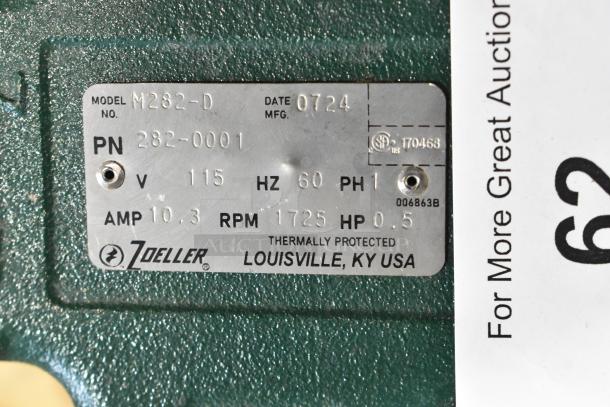 MODEL NO. M282-D DATE MFG. 0724
PN 282-0001
170468
V 115 HZ 60 PH 1
006863B
AMP 10.3 RPM 1725 HP 0.5
THERMALLY PROTECTED
ZOELLER LOUISVILLE, KY USA
For More Great Auction
62